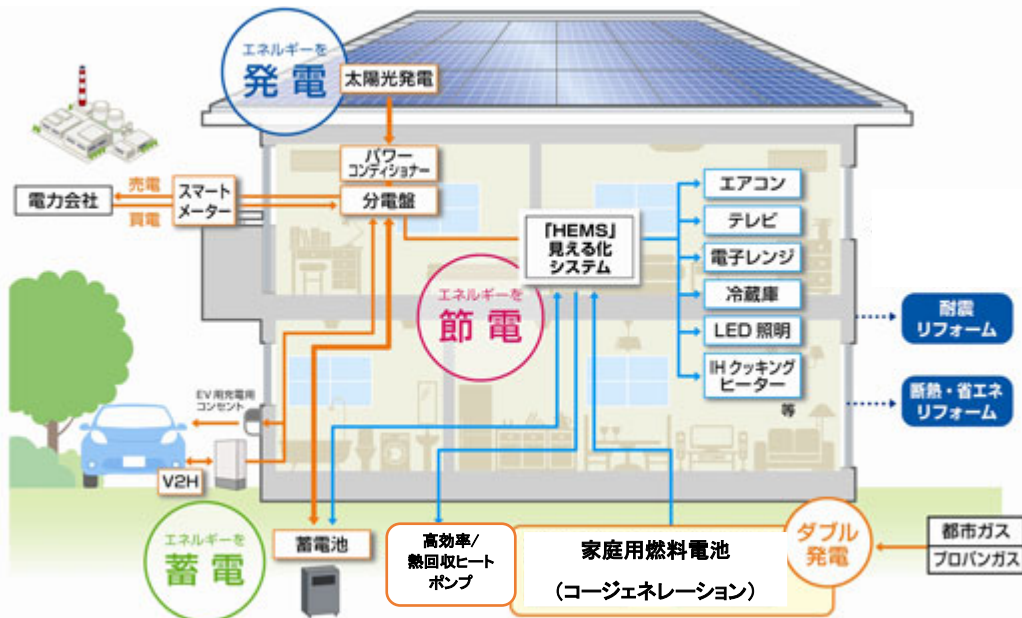 エネルギーを
発電
太陽光発電
パワー
コンディショナー
分電盤
電力会社
売電
買電
スマート
メーター
「HEMS」
見える化
システム
エアコン
テレビ
電子レンジ
冷蔵庫
LED 照明
IHクッキング
ヒーター
等
エネルギーを
節電
耐震
リフォーム
断熱・省エネ
リフォーム
EV用充電用
コンセント
V2H
エネルギーを
蓄電
蓄電池
高効率/
熱回収ヒート
ポンプ
家庭用燃料電池
(コージェネレーション)
ダブル
発電
都市ガス
プロパンガス